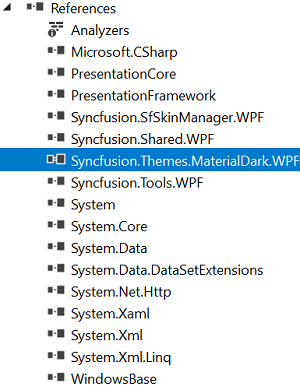 References
Analyzers
Microsoft.CSharp
PresentationCore
PresentationFramework
Syncfusion.SfSkinManager.WPF
Syncfusion.Shared.WPF
Syncfusion.Themes.MaterialDark.WPF
Syncfusion.Tools.WPF
System
System.Core
System.Data
System.Data.DataSetExtensions
System.Net.Http
System.Xaml
System.Xml
System.Xml.Linq
WindowsBase